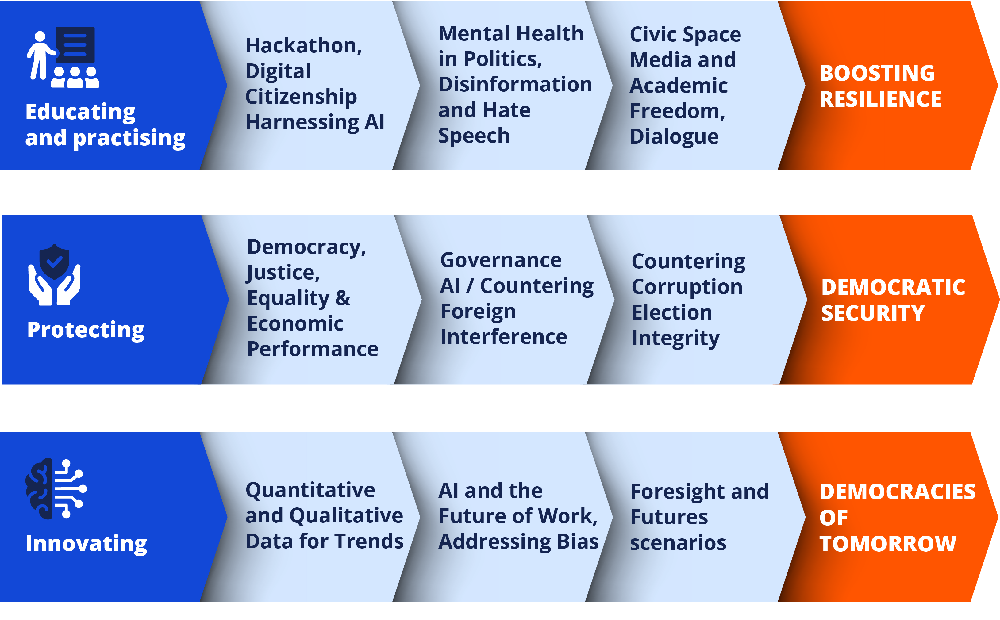 Educating
and practising
Hackathon,
Digital
Citizenship
Harnessing AI
Mental Health
in Politics,
Disinformation
and Hate
Speech
Civic Space
Media and
Academic
Freedom,
Dialogue
BOOSTING
RESILIENCE
Protecting
Democracy,
Justice,
Equality &
Economic
Performance
Governance
AI / Countering
Foreign
Interference
Countering
Corruption
Election
Integrity
DEMOCRATIC
SECURITY
Innovating
Quantitative
and Qualitative
Data for Trends
AI and the
Future of Work,
Addressing Bias
Foresight and
Futures
scenarios
DEMOCRACIES
OF
TOMORROW